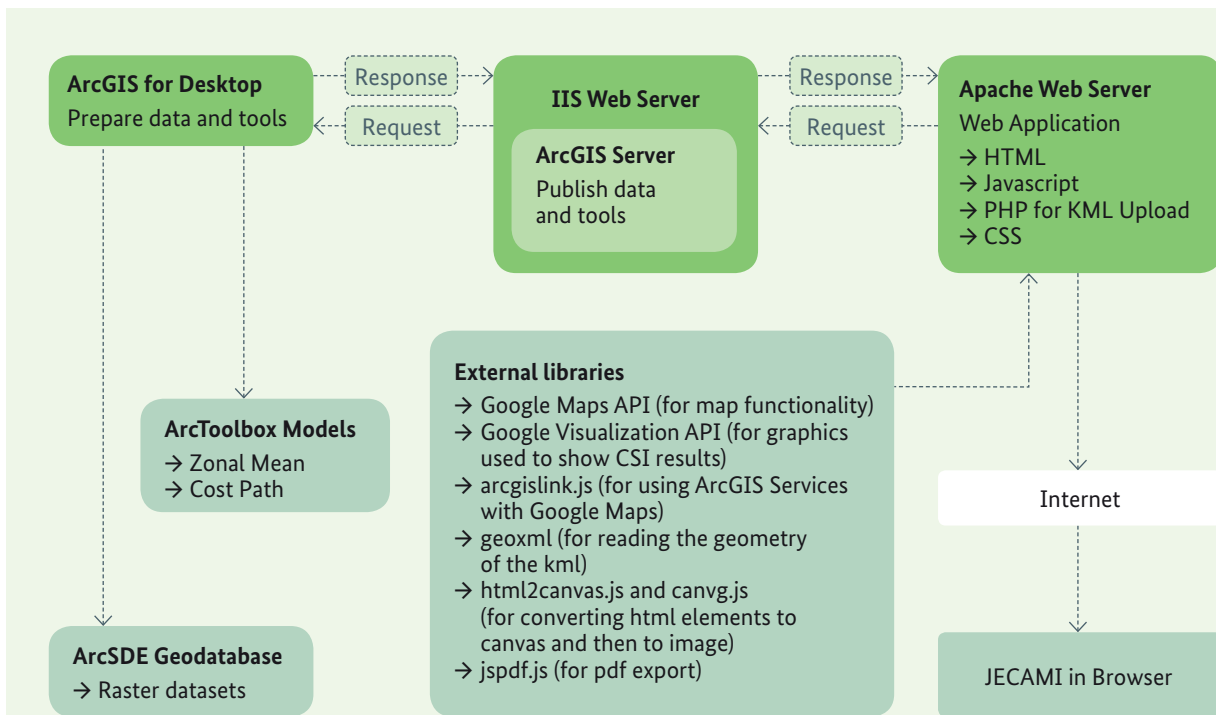 ArcGIS for Desktop
Prepare data and tools
Response
Request
IIS Web Server
ArcGIS Server
Publish data
and tools
Response
Request
Apache Web Server
Web Application
→ HTML
→ Javascript
→ PHP for KML Upload
→ CSS
ArcToolbox Models
→ Zonal Mean
→ Cost Path
ArcSDE Geodatabase
→ Raster datasets
External libraries
→ Google Maps API (for map functionality)
→ Google Visualization API (for graphics
used to show CSI results)
→ arcgislink.js (for using ArcGIS Services
with Google Maps)
→ geoxml (for reading the geometry
of the kml)
→ html2canvas.js and canvg.js
(for converting html elements to
canvas and then to image)
→ jspdf.js (for pdf export)
Internet
JECAMI in Browser